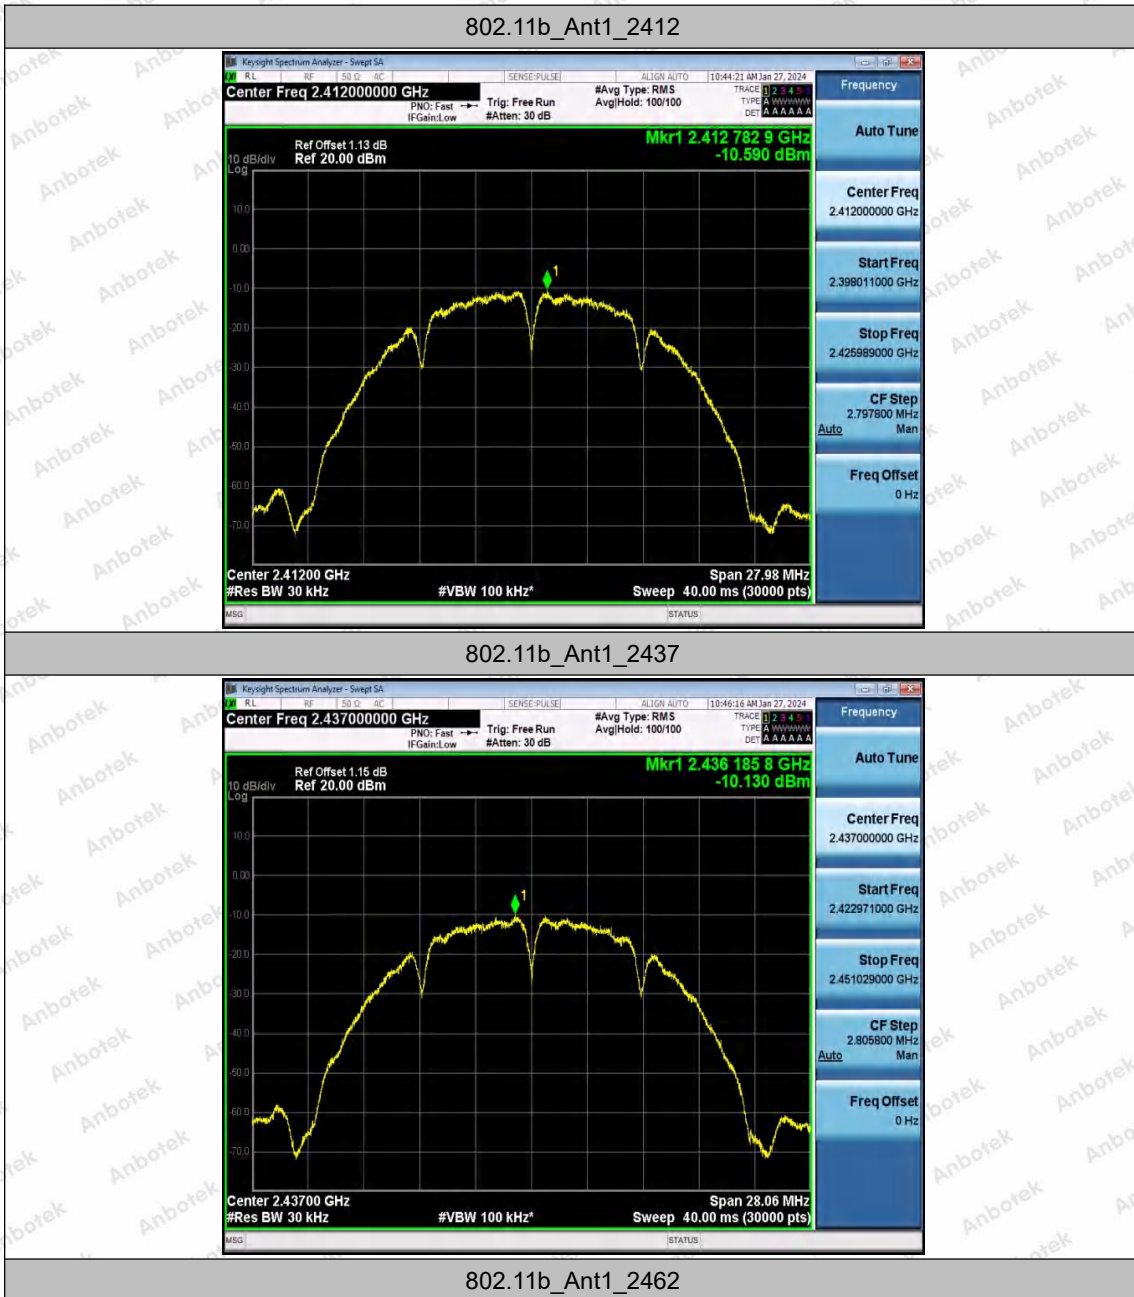 802.11b_Ant1_2412
Keysight Spectrum Analyzer - Swept SA
RL RF 50 Ω AC SENSE:PULSE ALIGN AUTO 10:44:21 AM Jan 27, 2024
Center Freq 2.412000000 GHz
PNO: Fast
IFGain:Low
Trig: Free Run
#Atten: 30 dB
#Avg Type: RMS
Avg|Hold: 100/100
TRACE 1 2 3 4 5 6
TYPE A WWWWW
DET A A A A A A
Ref Offset 1.13 dB
10 dB/div Ref 20.00 dBm
Log
Mkr1 2.412 782 9 GHz
-10.590 dBm
10.0
0.00
-10.0
-20.0
-30.0
-40.0
-50.0
-60.0
-70.0
1
Center 2.41200 GHz Span 27.98 MHz
#Res BW 30 kHz #VBW 100 kHz* Sweep 40.00 ms (30000 pts)
MSG STATUS
Frequency
Auto Tune
Center Freq
2.412000000 GHz
Start Freq
2.398011000 GHz
Stop Freq
2.425989000 GHz
CF Step
2.797800 MHz
Auto Man
Freq Offset
0 Hz
802.11b_Ant1_2437
Keysight Spectrum Analyzer - Swept SA
RL RF 50 Ω AC SENSE:PULSE ALIGN AUTO 10:46:16 AM Jan 27, 2024
Center Freq 2.437000000 GHz
PNO: Fast
IFGain:Low
Trig: Free Run
#Atten: 30 dB
#Avg Type: RMS
Avg|Hold: 100/100
TRACE 1 2 3 4 5 6
TYPE A WWWWW
DET A A A A A A
Ref Offset 1.15 dB
10 dB/div Ref 20.00 dBm
Log
Mkr1 2.436 185 8 GHz
-10.130 dBm
10.0
0.00
-10.0
-20.0
-30.0
-40.0
-50.0
-60.0
-70.0
1
Center 2.43700 GHz Span 28.06 MHz
#Res BW 30 kHz #VBW 100 kHz* Sweep 40.00 ms (30000 pts)
MSG STATUS
Frequency
Auto Tune
Center Freq
2.437000000 GHz
Start Freq
2.422971000 GHz
Stop Freq
2.451029000 GHz
CF Step
2.805800 MHz
Auto Man
Freq Offset
0 Hz
802.11b_Ant1_2462
Anbotek